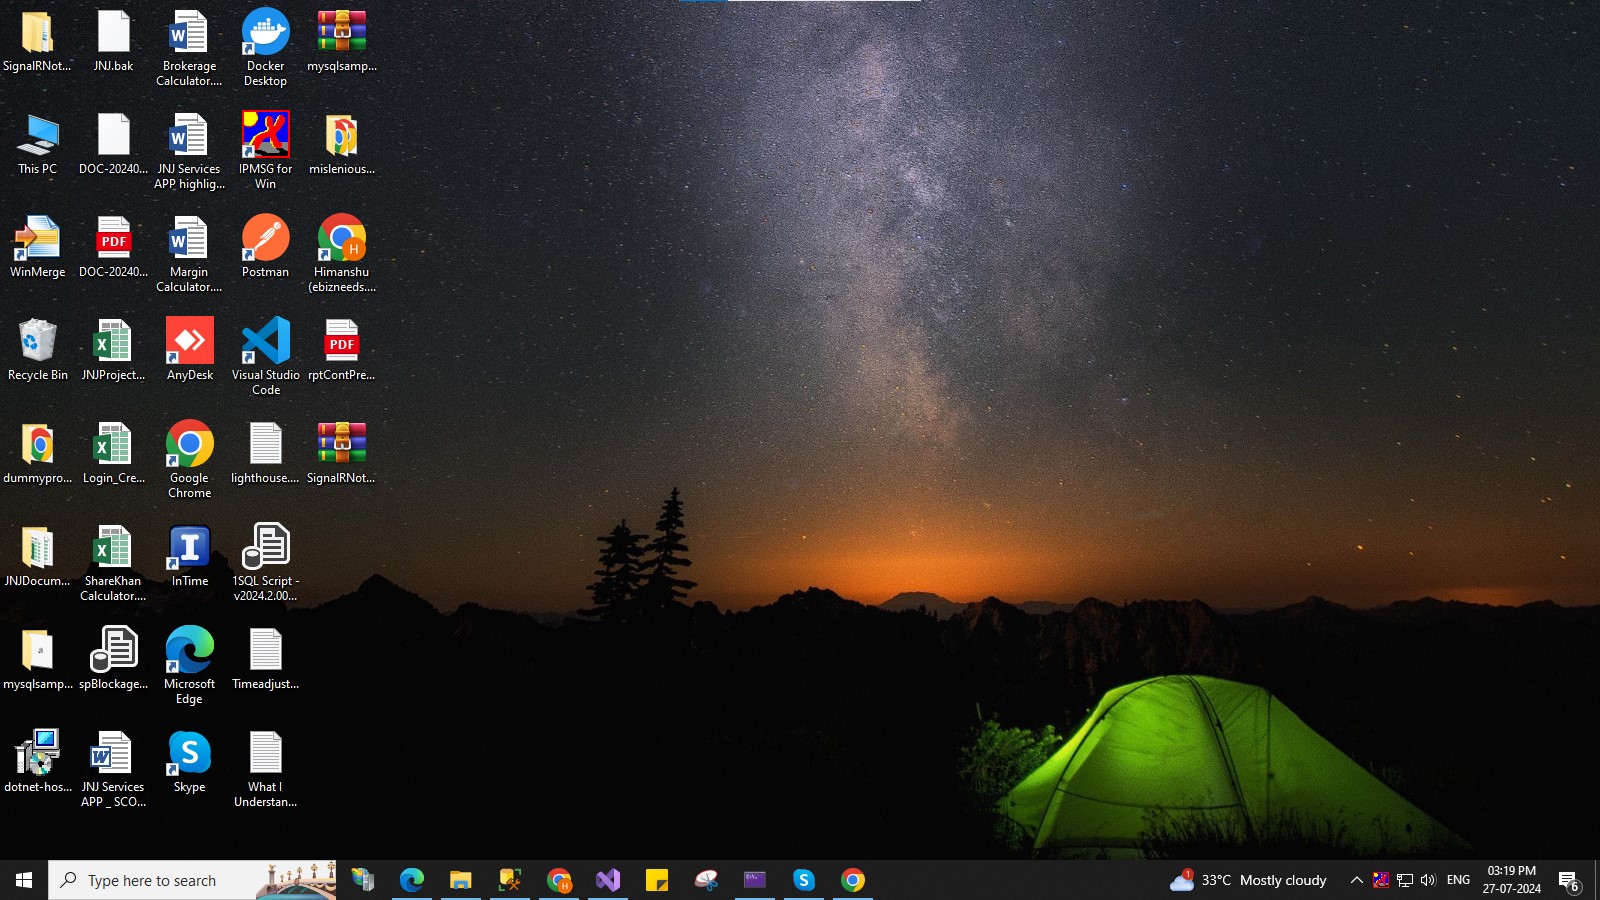 SignalRNot...
JNJ.bak
Brokerage
Calculator....
Docker
Desktop
mysqlsamp...
This PC
DOC-20240...
JNJ Services
APP highlig...
IPMSG for
Win
mislenious...
WinMerge
PDF
DOC-20240...
Margin
Calculator....
Postman
H
Himanshu
(ebizneeds....
Recycle Bin
JNJProject...
AnyDesk
Visual Studio
Code
PDF
rptContPre...
dummypro...
Login_Cre...
Google
Chrome
lighthouse....
SignalRNot...
JNJDocum...
ShareKhan
Calculator....
InTime
1SQL Script -
v2024.2.00...
mysqlsamp...
spBlockage...
Microsoft
Edge
Timeadjust...
dotnet-hos...
JNJ Services
APP _ SCO...
Skype
What I
Understan...
Type here to search
1
33°C Mostly cloudy
ENG
03:19 PM
27-07-2024
6